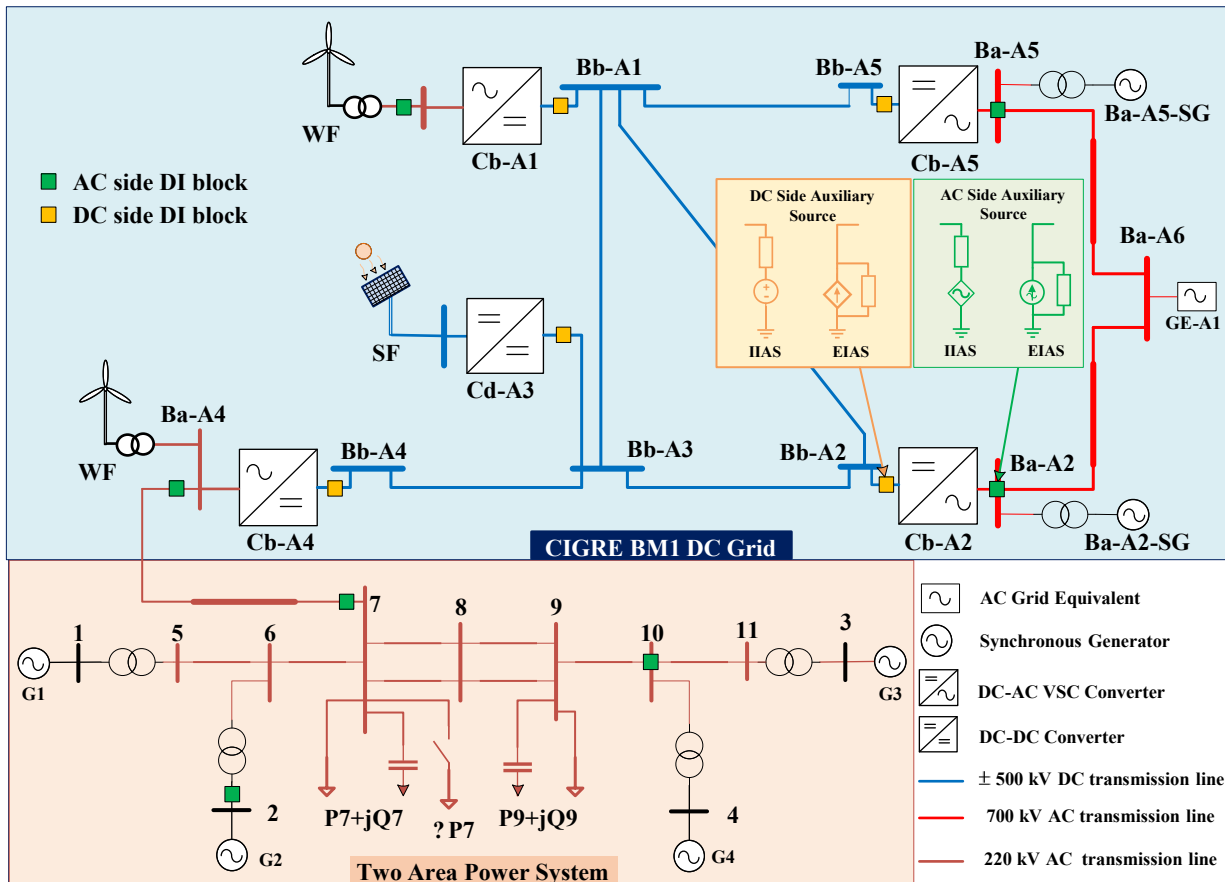 Bb-A1
Bb-A5
Ba-A5
WF
Cb-A1
Cb-A5
Ba-A5-SG
AC side DI block
DC side DI block
DC Side Auxiliary
Source
IIAS
EIAS
AC Side Auxiliary
Source
IIAS
EIAS
Ba-A6
GE-A1
SF
Cd-A3
Ba-A4
WF
Bb-A4
Bb-A3
Bb-A2
Ba-A2
Cb-A4
Cb-A2
Ba-A2-SG
CIGRE BM1 DC Grid
1
5
6
7
8
9
10
11
3
G1
G3
2
G2
P7+jQ7
? P7
P9+jQ9
4
G4
Two Area Power System
AC Grid Equivalent
Synchronous Generator
DC-AC VSC Converter
DC-DC Converter
± 500 kV DC transmission line
700 kV AC transmission line
220 kV AC transmission line